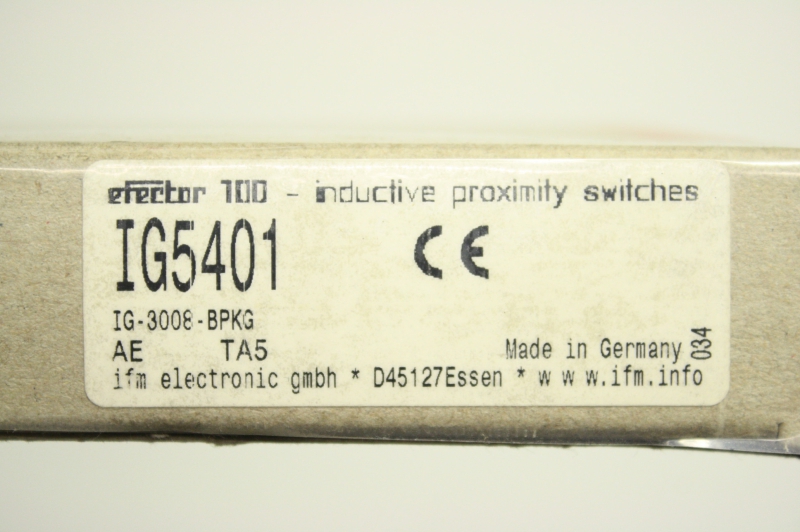 efector 100 - inductive proximity switches
IG5401
CE
IG-3008-BPKG
AE TA5
Made in Germany 034
ifm electronic gmbh * D45127Essen * w w w.ifm.info